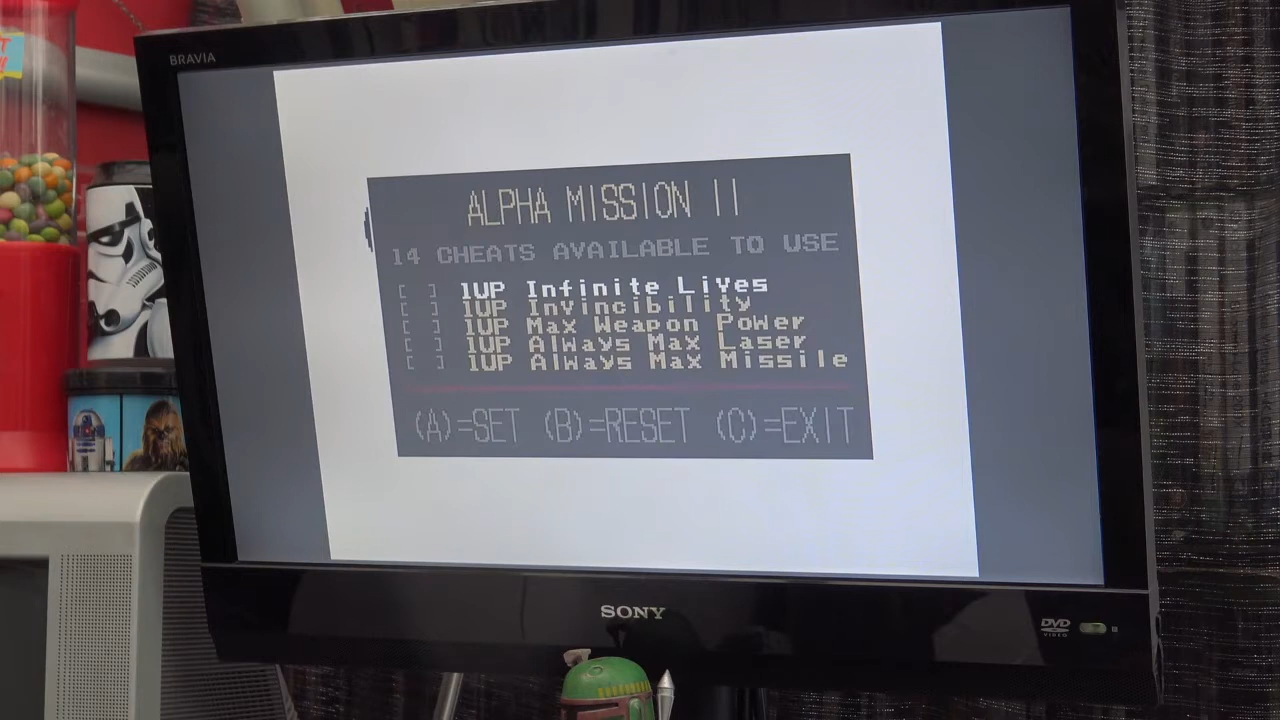 BRAVIA
ALPHA MISSION II
14 CHEATS AVAILABLE TO USE
[ ] 1UP Infinite Lives
[ ] 1UP Invincibility
[ ] 1UP Max Weapon Power
[ ] 1UP Always Max Laser
[ ] 1UP Always Max Missile
(A)=SET (B)=RESET (O)=EXIT
SONY
DVD
VIDEO